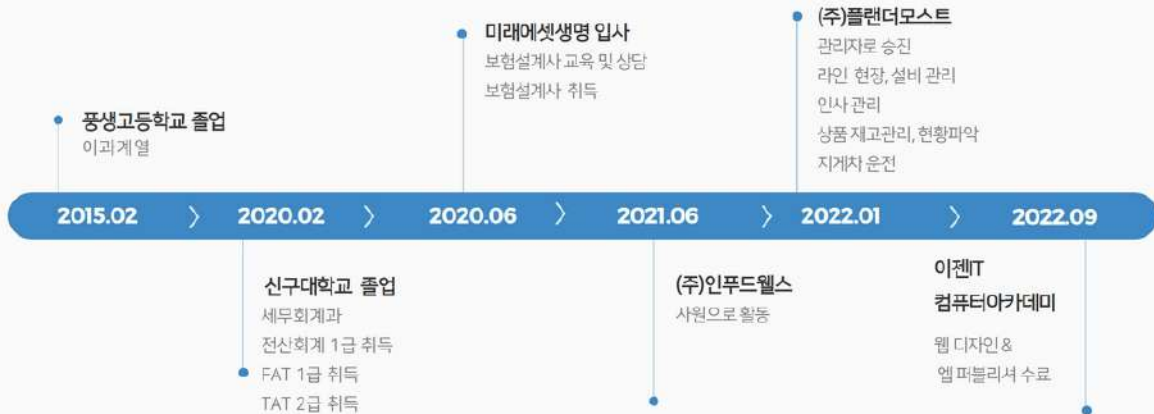 (주)플랜더모스트
관리자로 승진
라인 현장, 설비 관리
인사 관리
상품 재고관리, 현황파악
지게차 운전
미래에셋생명 입사
보험설계사 교육 및 상담
보험설계사 취득
풍생고등학교 졸업
이과계열
2015.02 > 2020.02 > 2020.06 > 2021.06 > 2022.01 > 2022.09
신구대학교 졸업
세무회계과
전산회계 1급 취득
FAT 1급 취득
TAT 2급 취득
(주)인푸드웰스
사원으로 활동
이젠IT
컴퓨터아카데미
웹 디자인 &
엡 퍼블리셔 수료